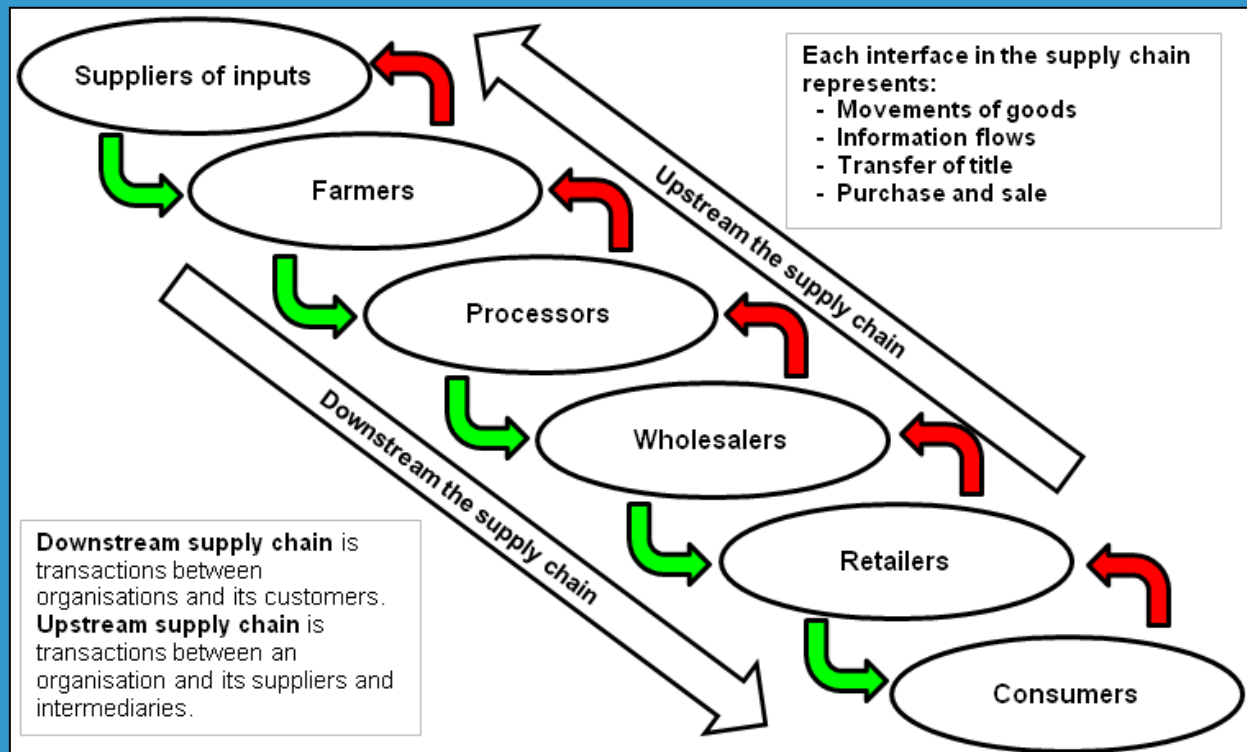 Suppliers of inputs
Each interface in the supply chain
represents:
- Movements of goods
- Information flows
- Transfer of title
- Purchase and sale
Farmers
Upstream the supply chain
Processors
Downstream the supply chain
Wholesalers
Downstream supply chain is
transactions between
organisations and its customers.
Upstream supply chain is
transactions between an
organisation and its suppliers and
intermediaries.
Retailers
Consumers